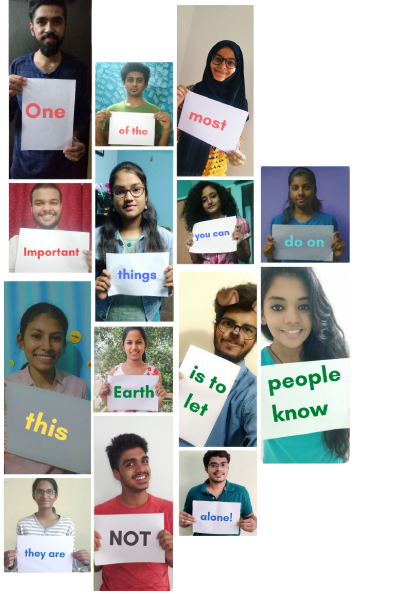 One
of the
most
Important
things
you can
do on
this
Earth
is to
let
people
know
they are
NOT
alone!